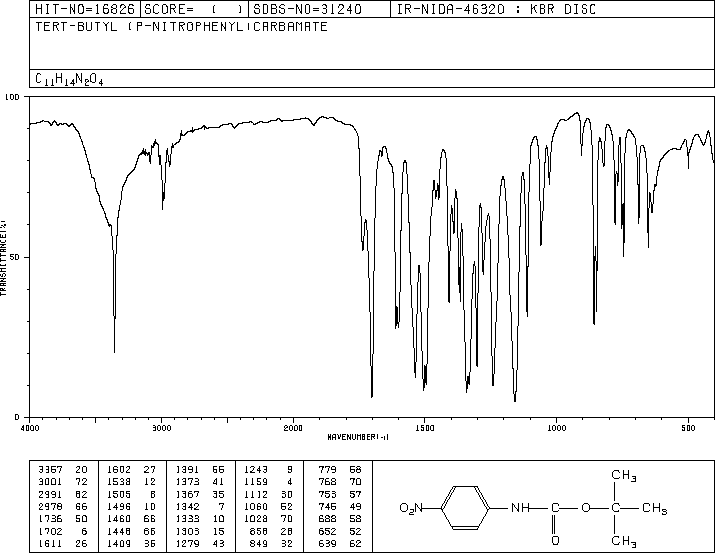 HIT-NO=16826 SCORE= ( ) SDBS-NO=31240 IR-NIDA-46320 : KBR DISC
TERT-BUTYL (P-NITROPHENYL)CARBAMATE
C11H14N2O4
100
50
0
TRANSMITTANCE(%)
4000 3000 2000 1500 1000 500
WAVENUMBER(-1)
3367 20 1602 27 1391 55 1243 9 779 58
3001 72 1538 12 1373 41 1159 4 768 70
2991 82 1505 8 1367 35 1112 30 753 57
2978 66 1496 10 1342 7 1060 52 746 49
1736 50 1460 66 1333 10 1028 70 688 58
1702 6 1448 66 1303 15 858 28 652 52
1611 26 1409 35 1279 43 849 32 639 62
O2N NH C O C CH3 CH3 CH3 O